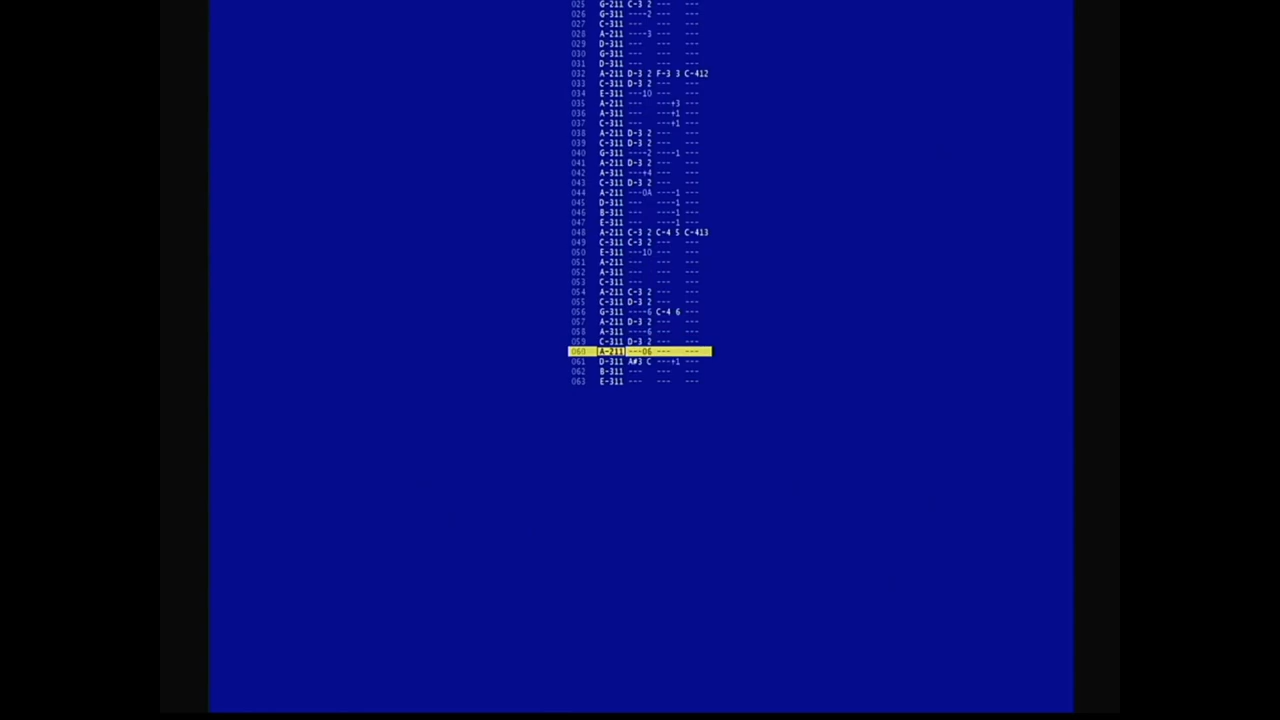 025 G-211 C-3 2 --- ---
026 G-311 ----2 --- ---
027 C-311 --- --- ---
028 A-211 ----3 --- ---
029 D-311 --- --- ---
030 G-311 --- --- ---
031 D-311 --- --- ---
032 A-211 D-3 2 F-3 3 C-412
033 C-311 D-3 2 --- ---
034 E-311 ---10 --- ---
035 A-211 --- ---+3 ---
036 A-311 --- ---+1 ---
037 C-311 --- ---+1 ---
038 A-211 D-3 2 --- ---
039 C-311 D-3 2 --- ---
040 G-311 ----2 ----1 ---
041 A-211 D-3 2 --- ---
042 A-311 ---+4 --- ---
043 C-311 D-3 2 --- ---
044 A-211 ---0A ----1 ---
045 D-311 --- ----1 ---
046 B-311 --- ----1 ---
047 E-311 --- ----1 ---
048 A-211 C-3 2 C-4 5 C-413
049 C-311 C-3 2 --- ---
050 E-311 ---10 --- ---
051 A-211 --- --- ---
052 A-311 --- --- ---
053 C-311 --- --- ---
054 A-211 C-3 2 --- ---
055 C-311 D-3 2 --- ---
056 G-311 ----6 C-4 6 ---
057 A-211 D-3 2 --- ---
058 A-311 ----6 --- ---
059 C-311 D-3 2 --- ---
060 A-211 ---06 --- ---
061 D-311 A#3 C ---+1 ---
062 B-311 --- --- ---
063 E-311 --- --- ---